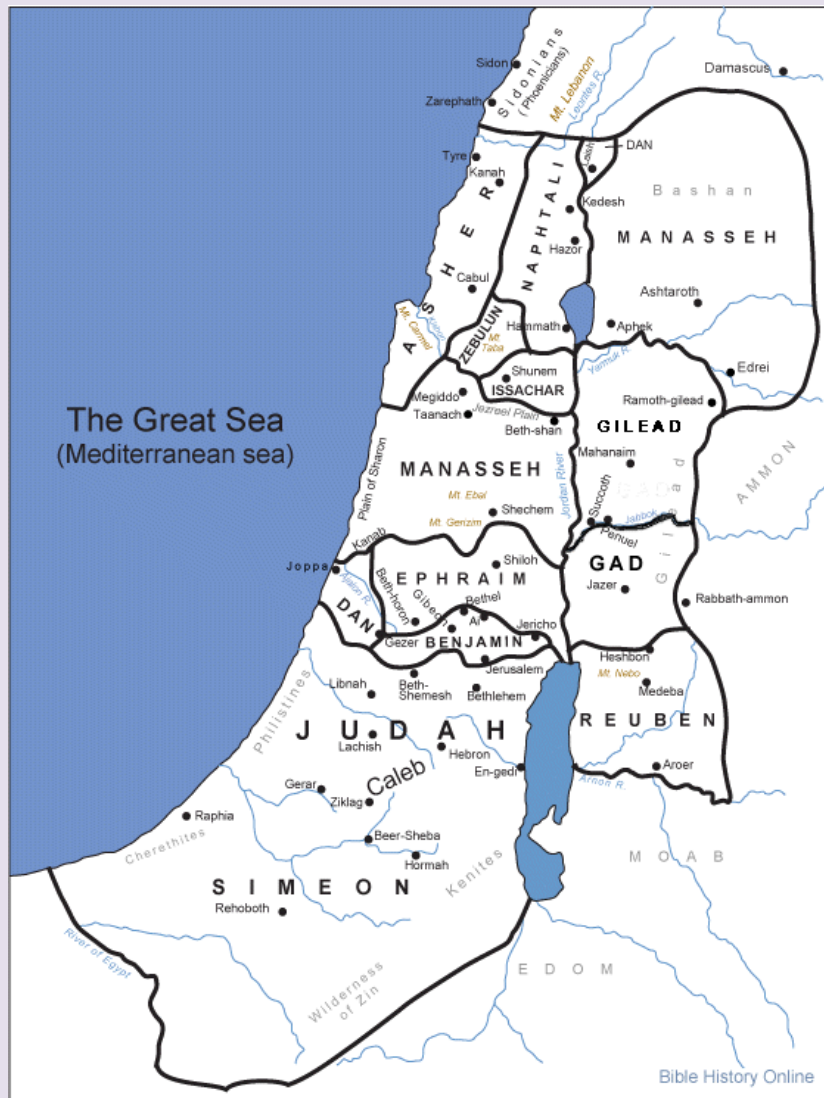 Sidon
Sidonians
(Phoenicians)
Mt. Lebanon
Leontes R.
Damascus
Zarephath
Tyre
Kanah
Laish
DAN
Bashan
Kedesh
NAPHTALI
MANASSEH
Hazor
ASHER
Cabul
Ashtaroth
Mt. Carmel
Kishon
ZEBULUN
Mt.
Taba
Hammath
Aphek
Yarmuk R.
Edrei
Shunem
ISSACHAR
Megiddo
Taanach
Jezreel Plain
Beth-shan
Ramoth-gilead
GILEAD
The Great Sea
(Mediterranean sea)
MANASSEH
Mahanaim
AMMON
Plain of Sharon
Jordan River
GAD
Gilead
Mt. Ebal
Shechem
Mt. Gerizim
Succoth
Jabbok
Penuel
Kanab
Joppa
Ajalon R.
Beth-horon
Shiloh
EPHRAIM
GAD
Jazer
Rabbath-ammon
Gibeon
Bethel
Ai
DAN
Gezer
BENJAMIN
Jericho
Jerusalem
Heshbon
Mt. Nebo
Medeba
Libnah
Beth-
Shemesh
Bethlehem
Philistines
JUDAH
REUBEN
Lachish
Hebron
En-gedi
Aroer
Arnon R.
Caleb
Gerar
Ziklag
Raphia
Cherethites
Beer-Sheba
Hormah
Kenites
MOAB
SIMEON
Rehoboth
River of Egypt
Wilderness
of Zin
EDOM
Bible History Online